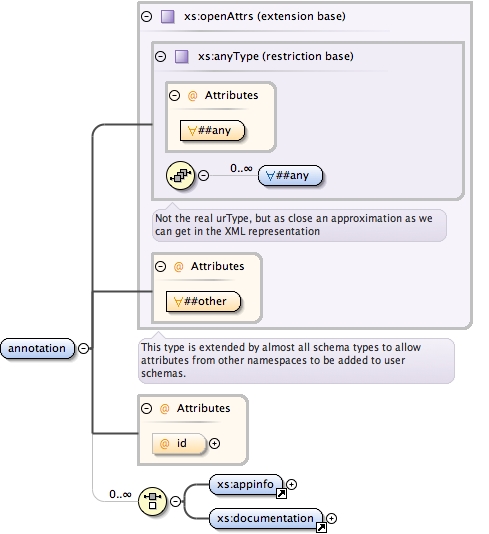 xs:openAttrs (extension base)
xs:anyType (restriction base)
@ Attributes
∀##any
0..∞
∀##any
Not the real urType, but as close an approximation as we
can get in the XML representation
@ Attributes
∀##other
This type is extended by almost all schema types to allow
attributes from other namespaces to be added to user
schemas.
annotation
@ Attributes
@ id
0..∞
xs:appinfo
xs:documentation